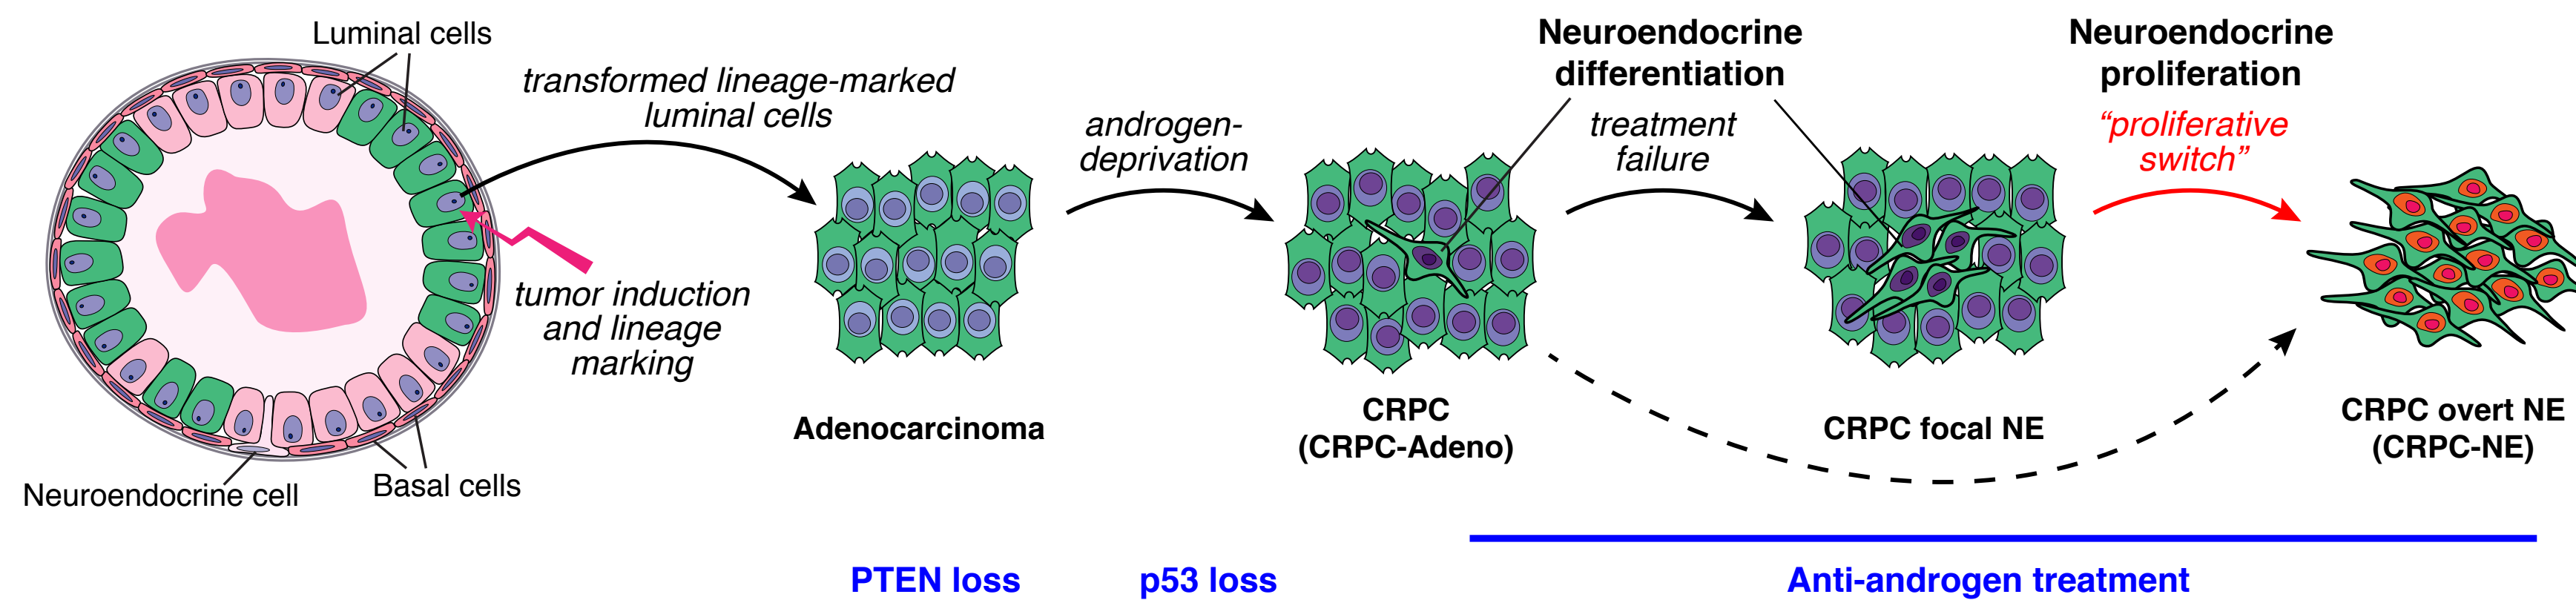 Luminal cells
transformed lineage-marked
luminal cells
tumor induction
and lineage
marking
Neuroendocrine cell
Basal cells
Adenocarcinoma
androgen-
deprivation
CRPC
(CRPC-Adeno)
Neuroendocrine
differentiation
treatment
failure
CRPC focal NE
Neuroendocrine
proliferation
“proliferative
switch”
CRPC overt NE
(CRPC-NE)
PTEN loss
p53 loss
Anti-androgen treatment